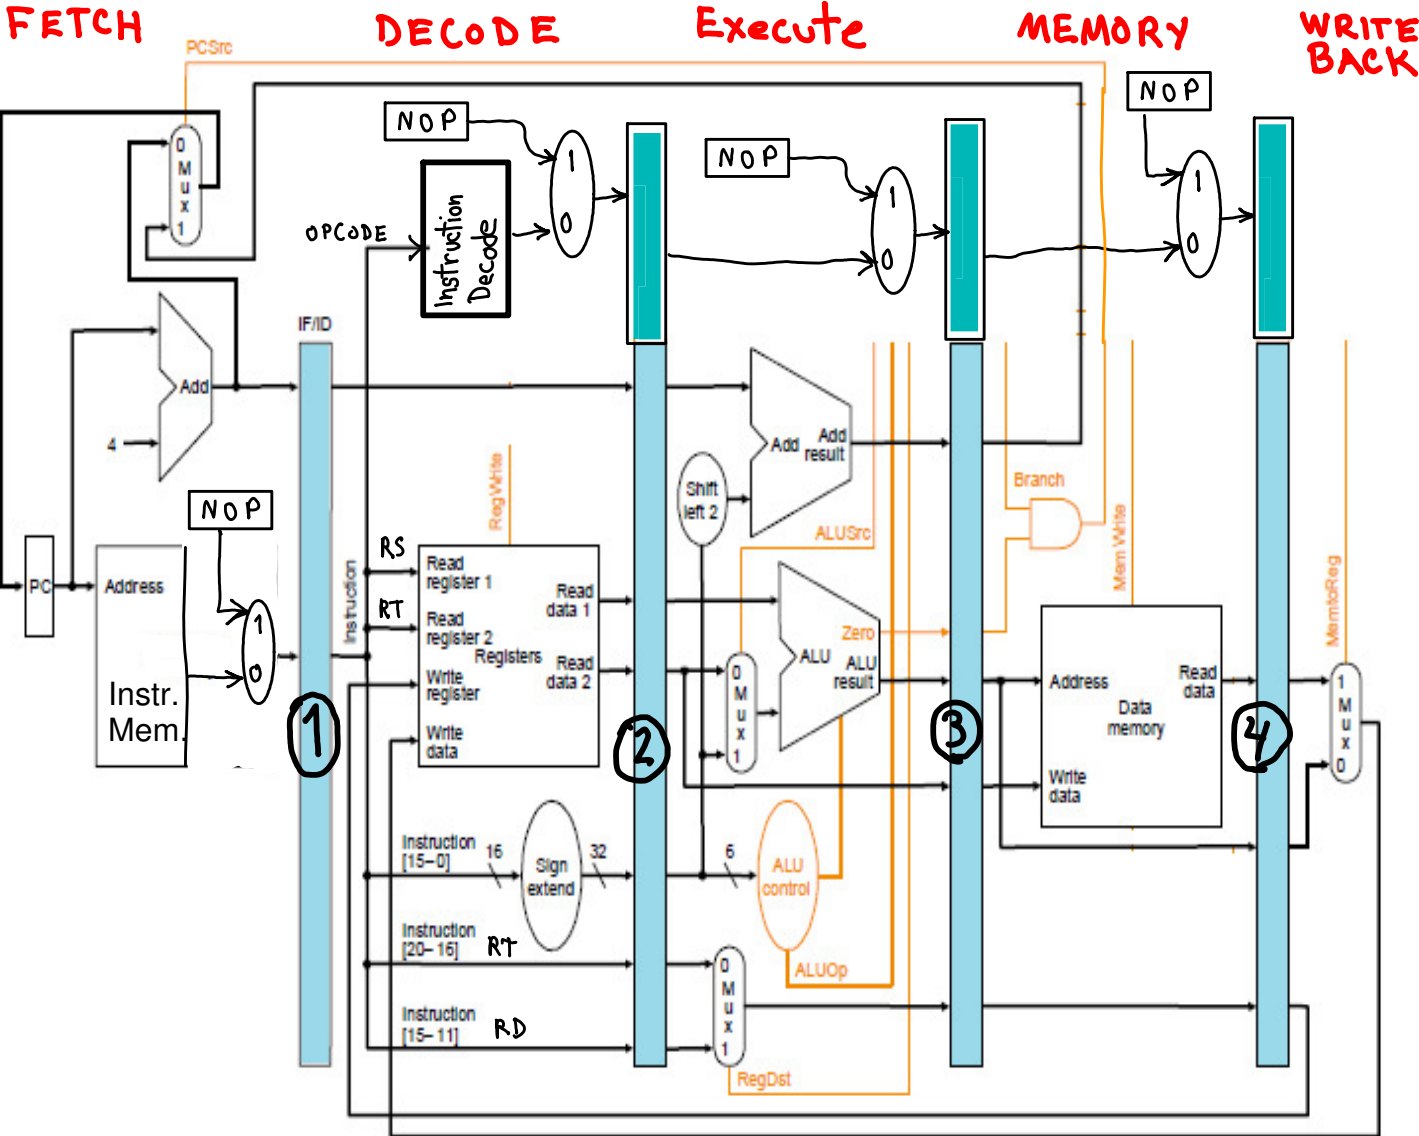 FETCH
DECODE
Execute
MEMORY
WRITE
BACK
PCSrc
NOP
NOP
NOP
0
M
u
x
1
1
0
Instruction
Decode
OPCODE
1
0
1
0
IF/ID
Add
4
Add
Add
result
Shift
left 2
Branch
RegWrite
ALUSrc
Mem Write
MemtoReg
NOP
PC
Address
Instr.
Mem.
1
0
Instruction
RS
RT
Read
register 1
Read
register 2
Write
register
Write
data
Registers
Read
data 1
Read
data 2
0
M
u
x
1
Zero
ALU
ALU
result
Address
Read
data
Data
memory
Write
data
1
M
u
x
0
1
2
3
4
Instruction
[15–0]
16
Sign
extend
32
6
ALU
control
Instruction
[20–16]
RT
ALUOp
0
M
u
x
1
Instruction
[15–11]
RD
RegDst